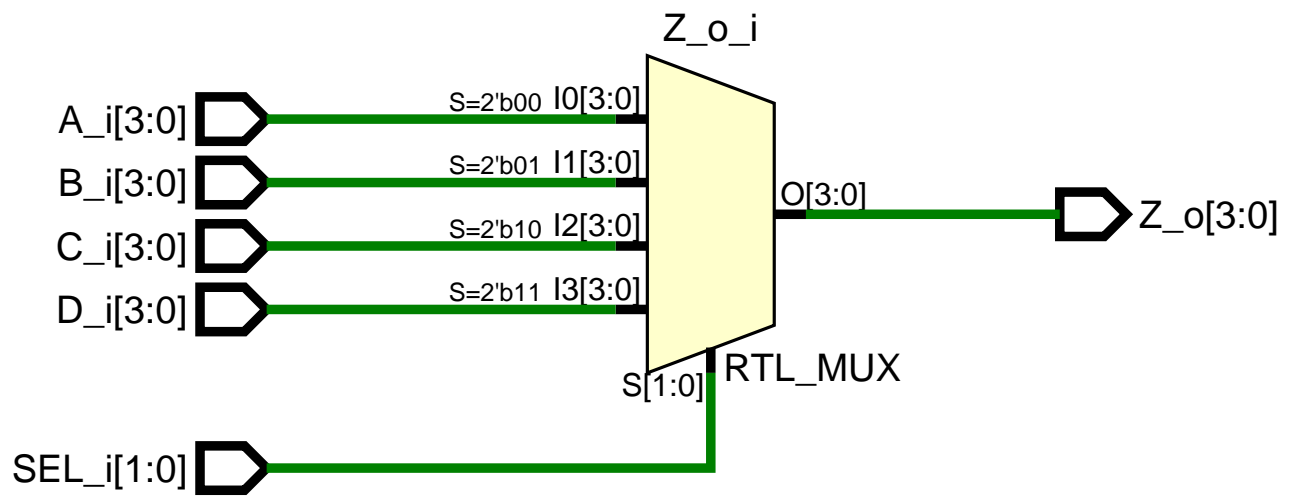 Z_o_i
A_i[3:0] S=2'b00 I0[3:0]
B_i[3:0] S=2'b01 I1[3:0]
O[3:0] Z_o[3:0]
C_i[3:0] S=2'b10 I2[3:0]
D_i[3:0] S=2'b11 I3[3:0]
S[1:0] RTL_MUX
SEL_i[1:0]